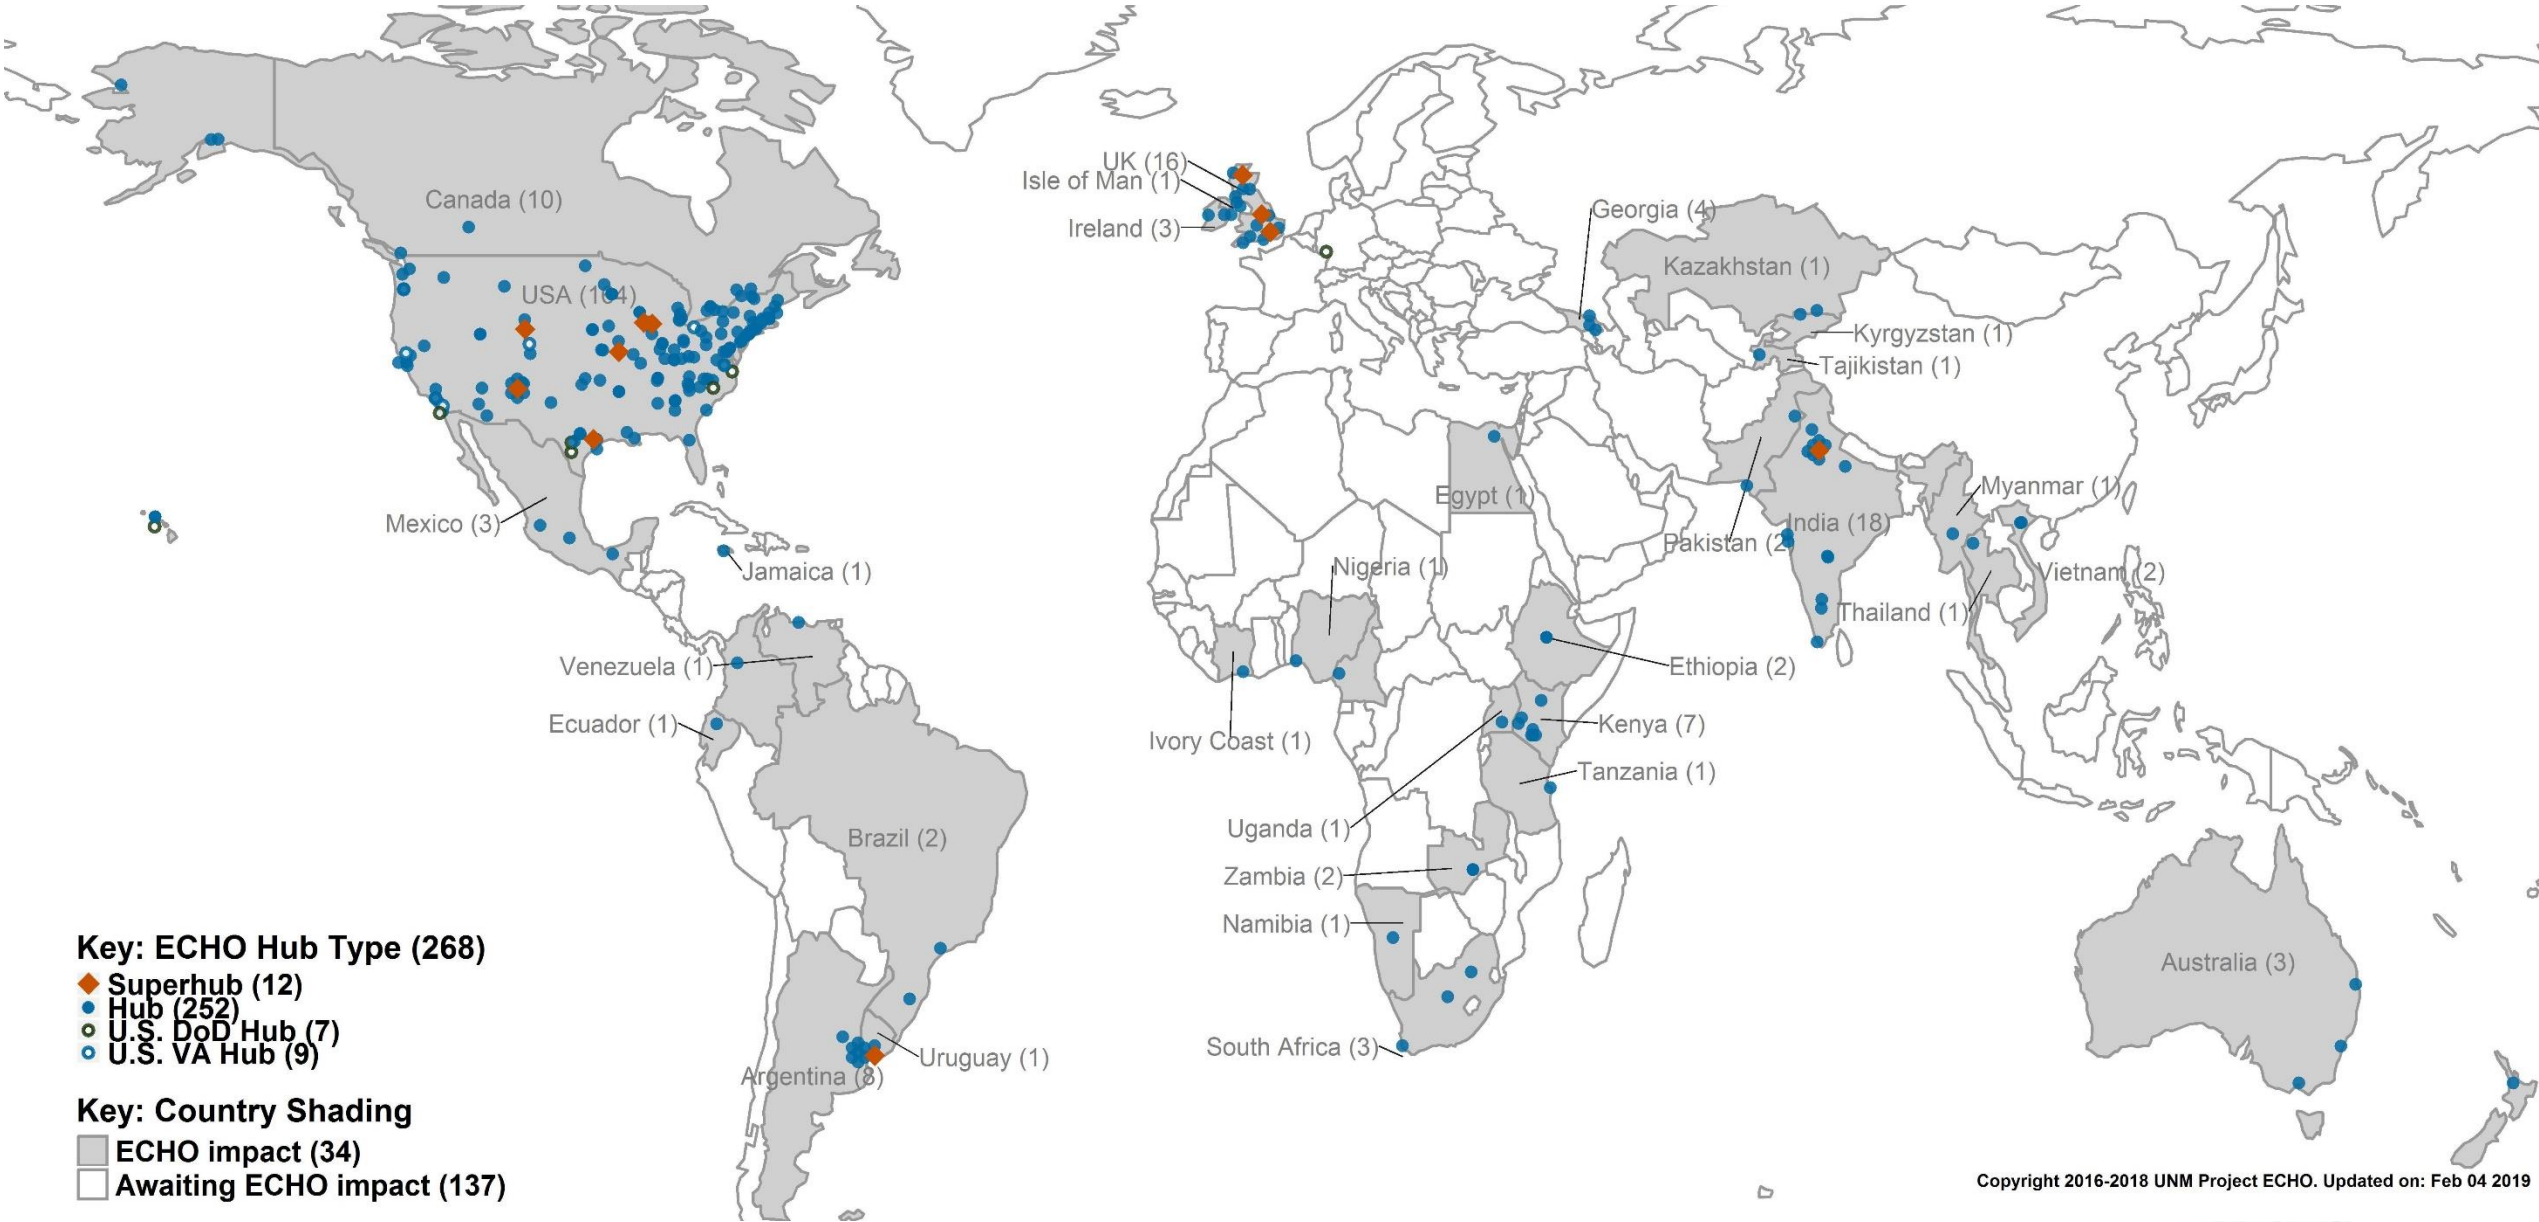 Canada (10)
USA (164)
Mexico (3)
Jamaica (1)
Venezuela (1)
Ecuador (1)
Brazil (2)
Uruguay (1)
Argentina (8)
UK (16)
Isle of Man (1)
Ireland (3)
Georgia (4)
Kazakhstan (1)
Kyrgyzstan (1)
Tajikistan (1)
Egypt (1)
Myanmar (1)
India (18)
Pakistan (2)
Nigeria (1)
Vietnam (2)
Thailand (1)
Ethiopia (2)
Ivory Coast (1)
Kenya (7)
Tanzania (1)
Uganda (1)
Zambia (2)
Namibia (1)
South Africa (3)
Australia (3)
Key: ECHO Hub Type (268)
Superhub (12)
Hub (252)
U.S. DoD Hub (7)
U.S. VA Hub (9)
Key: Country Shading
ECHO impact (34)
Awaiting ECHO impact (137)
Copyright 2016-2018 UNM Project ECHO. Updated on: Feb 04 2019